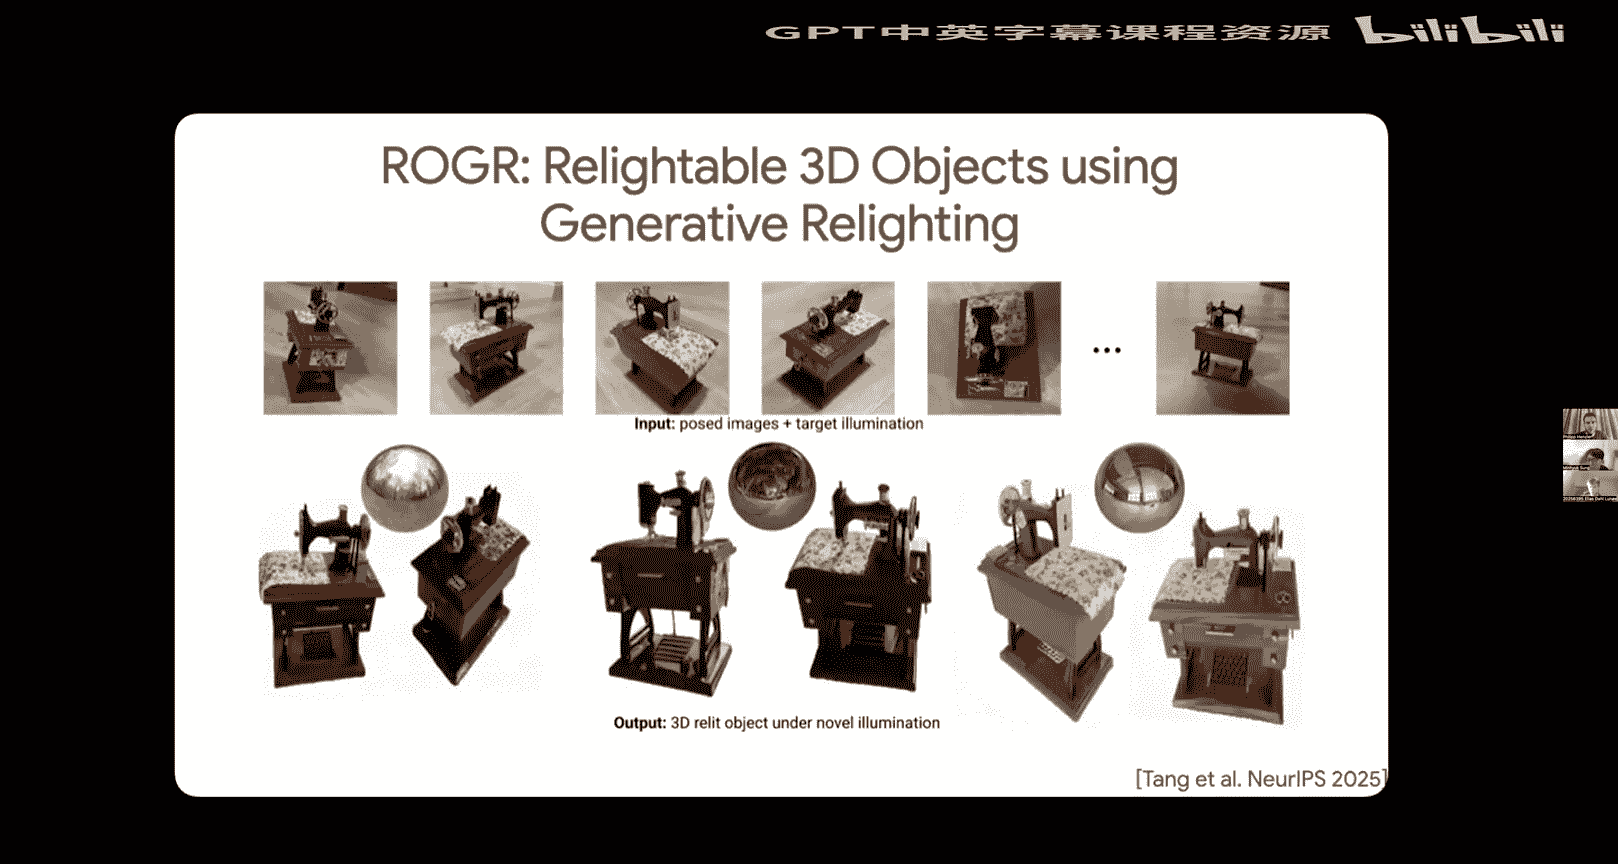 GPT中英字幕课程资源 bilibili
ROGR: Relightable 3D Objects using
Generative Relighting
...
Input: posed images + target illumination
Output: 3D relit object under novel illumination
[Tang et al. NeurIPS 2025]